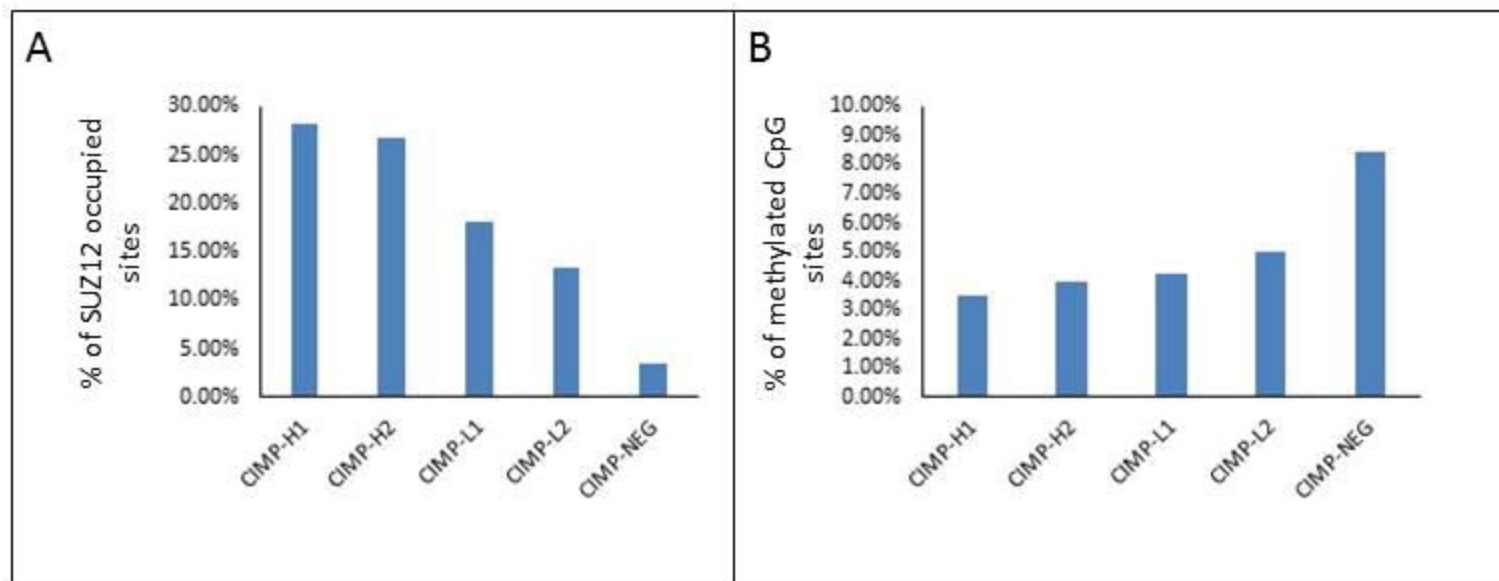 A
% of SUZ12 occupied
sites
30.00%
25.00%
20.00%
15.00%
10.00%
5.00%
0.00%
CIMP-H1
CIMP-H2
CIMP-L1
CIMP-L2
CIMP-NEG
B
% of methylated CpG
sites
10.00%
9.00%
8.00%
7.00%
6.00%
5.00%
4.00%
3.00%
2.00%
1.00%
0.00%
CIMP-H1
CIMP-H2
CIMP-L1
CIMP-L2
CIMP-NEG